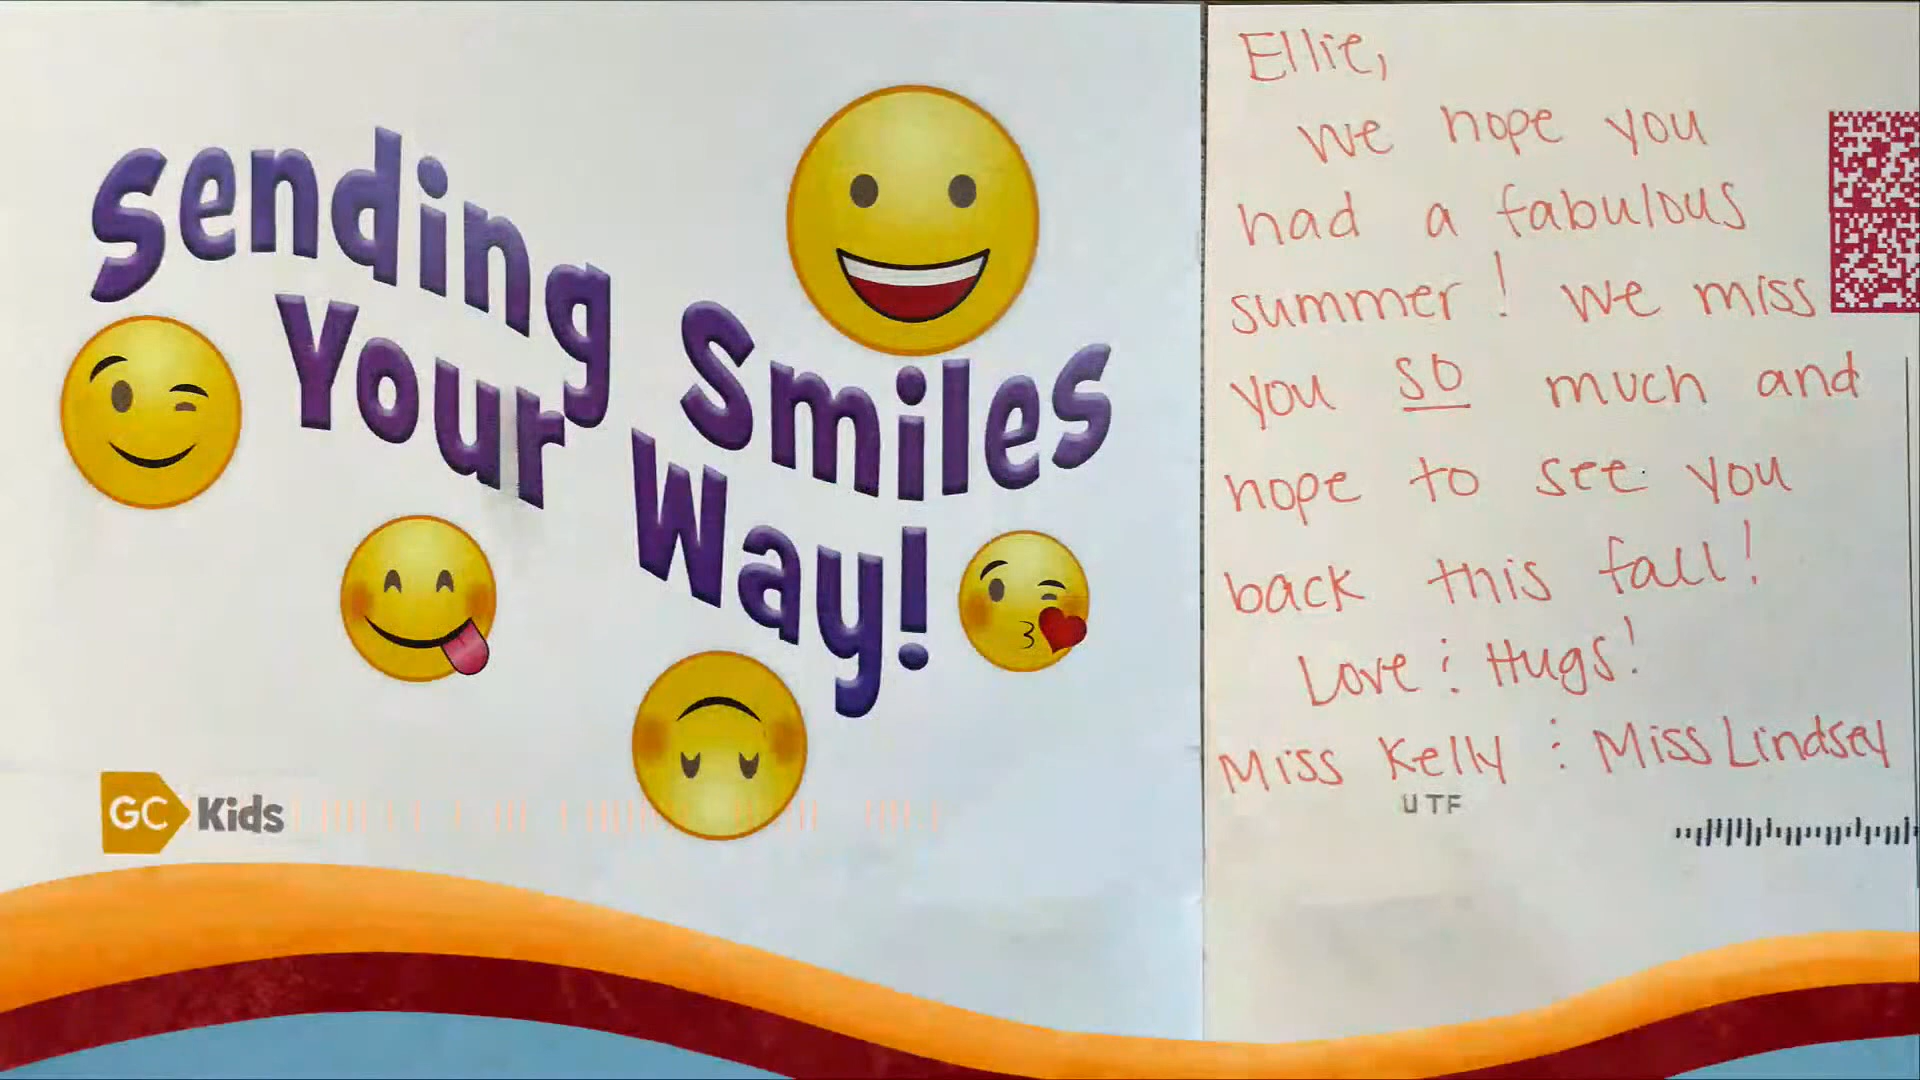 Sending Smiles
Your Way!
GC Kids
Ellie,
We hope you
had a fabulous
summer! We miss
you so much and
hope to see you
back this fall!
Love & Hugs!
Miss Kelly & Miss Lindsey
UTF